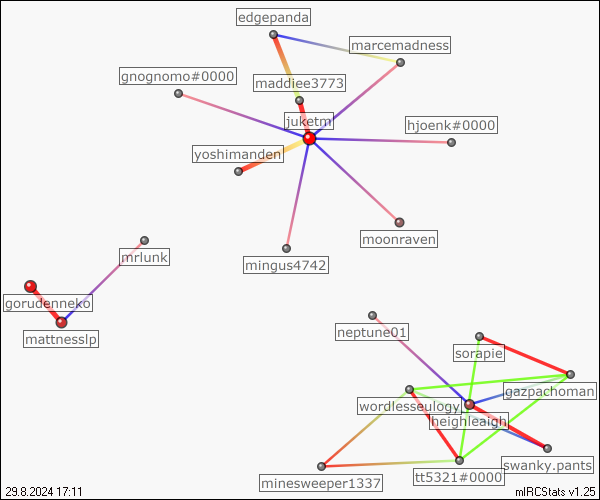 edgepanda
marcemadness
gnognomo#0000
maddiee3773
juketm
hjoenk#0000
yoshimanden
moonraven
mrlunk
mingus4742
gorudenneko
mattnesslp
neptune01
sorapie
gazpachoman
wordlesseulogy
heighleaigh
swanky.pants
tt5321#0000
minesweeper1337
29.8.2024 17:11
mIRCStats v1.25